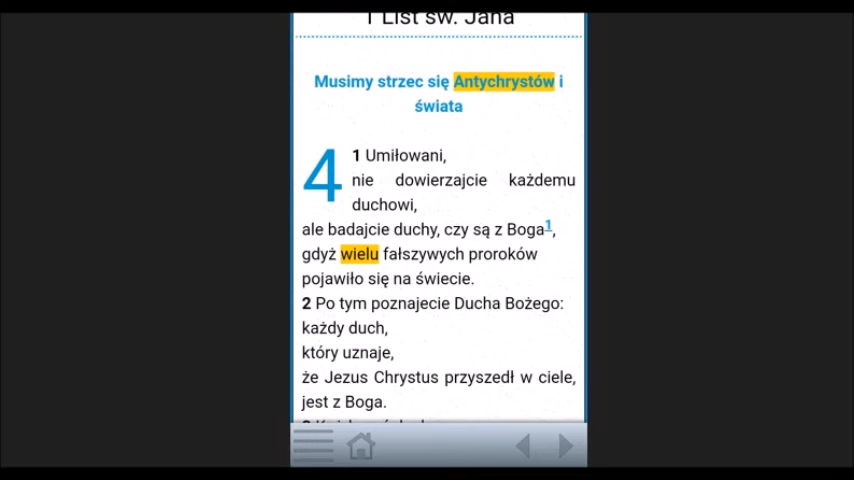 1 List św. Jana
Musimy strzec się Antychrystów i
świata
4
1 Umiłowani,
nie dowierzajcie każdemu
duchowi,
ale badajcie duchy, czy są z Boga1,
gdyż wielu fałszywych proroków
pojawiło się na świecie.
2 Po tym poznajecie Ducha Bożego:
każdy duch,
który uznaje,
że Jezus Chrystus przyszedł w ciele,
jest z Boga.